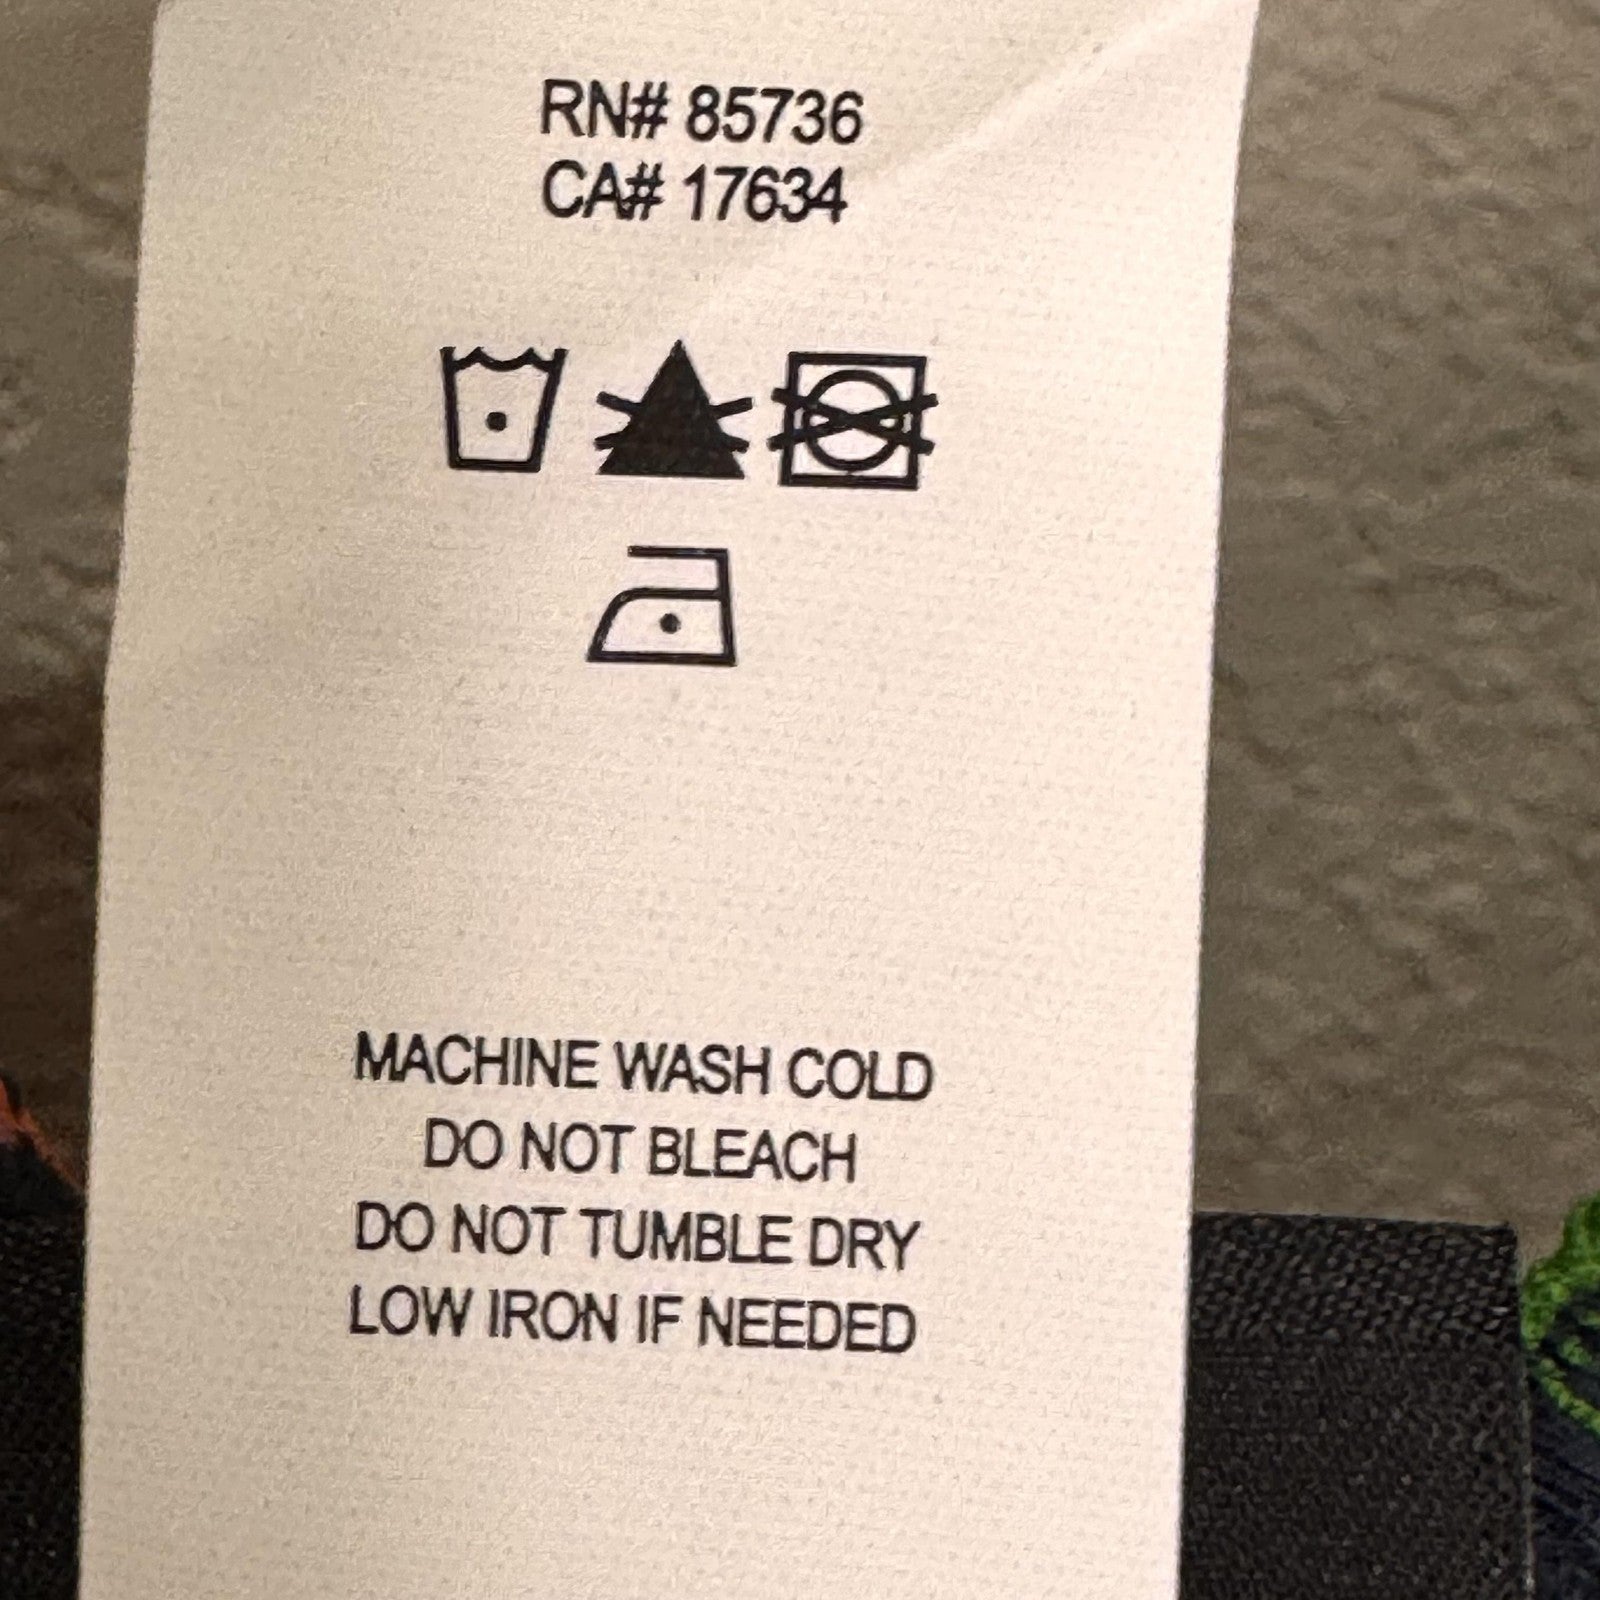 RN# 85736
CA# 17634
MACHINE WASH COLD
DO NOT BLEACH
DO NOT TUMBLE DRY
LOW IRON IF NEEDED